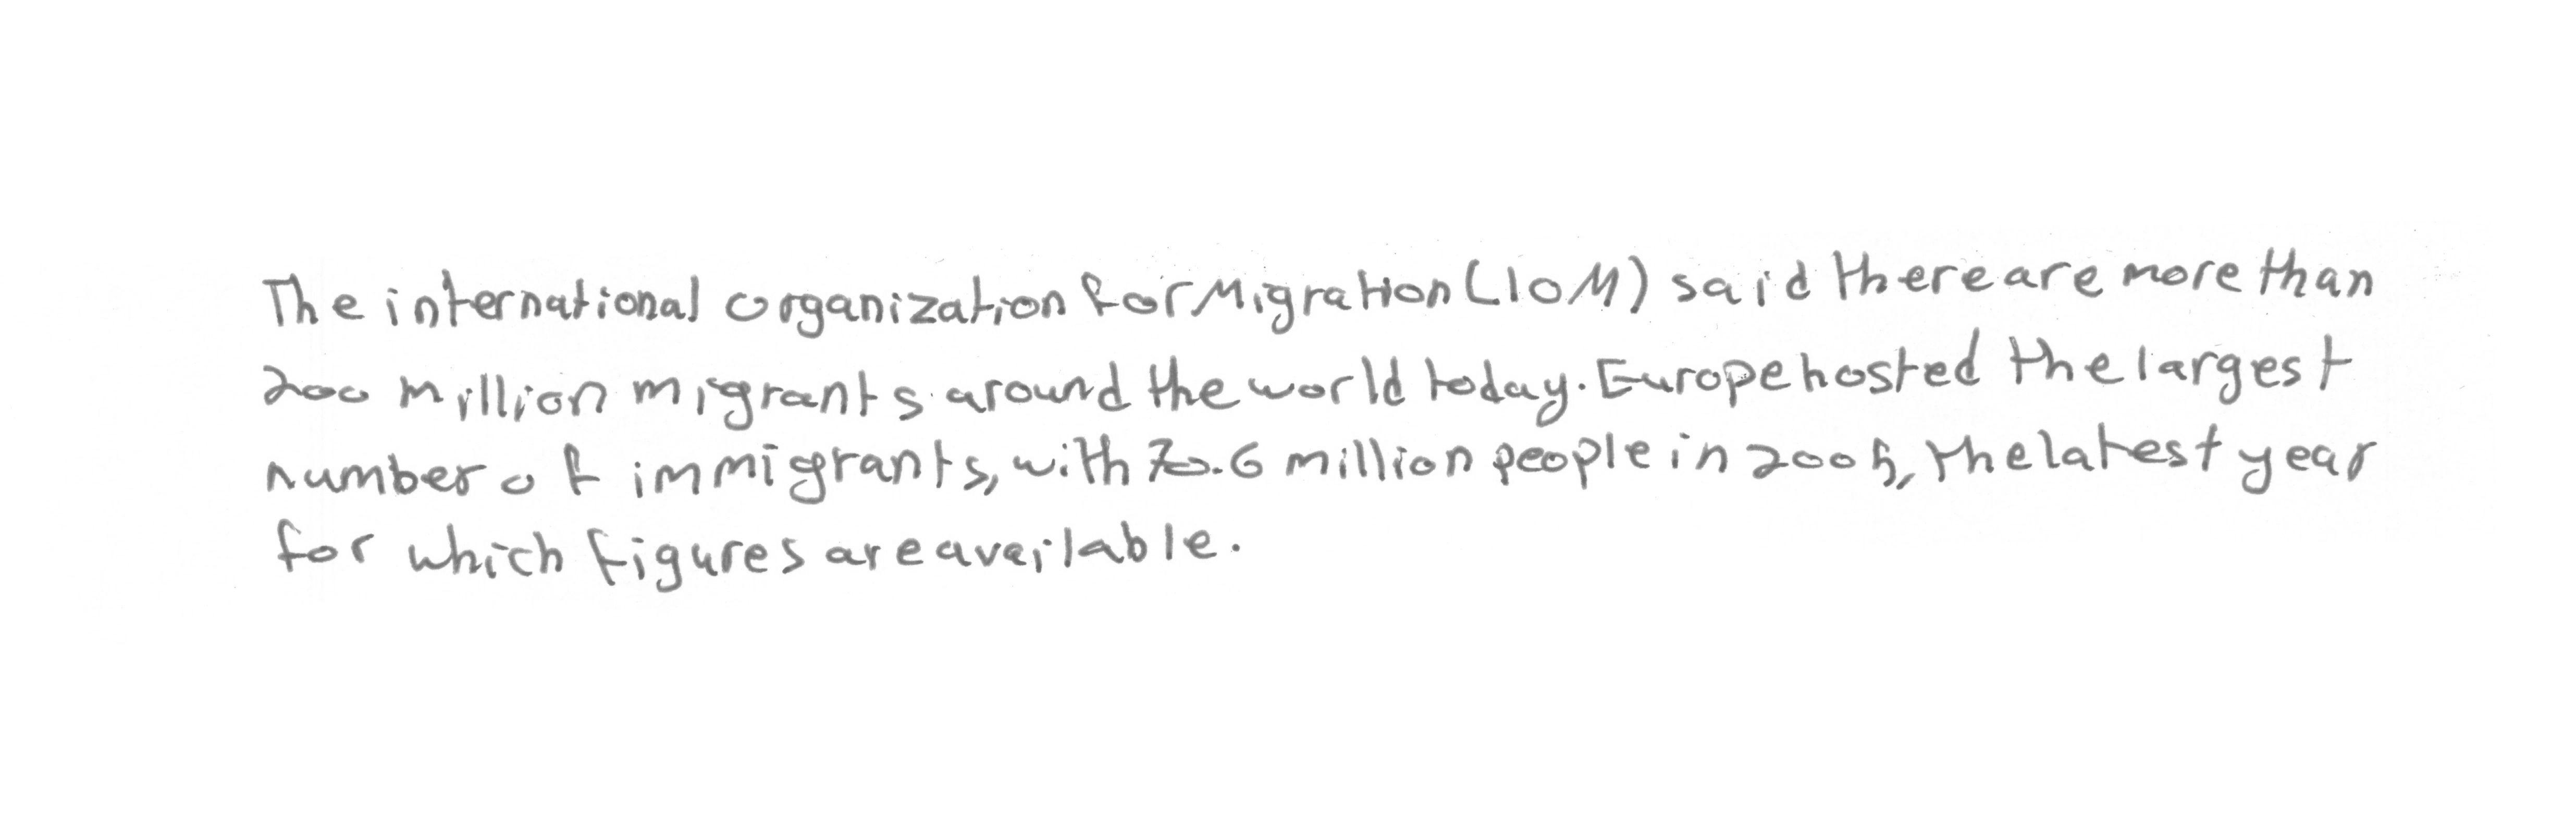 The international organization for Migration (IOM) said there are more than
200 million migrants around the world today. Europe hosted the largest
number of immigrants, with 70.6 million people in 2005, the latest year
for which figures are available.